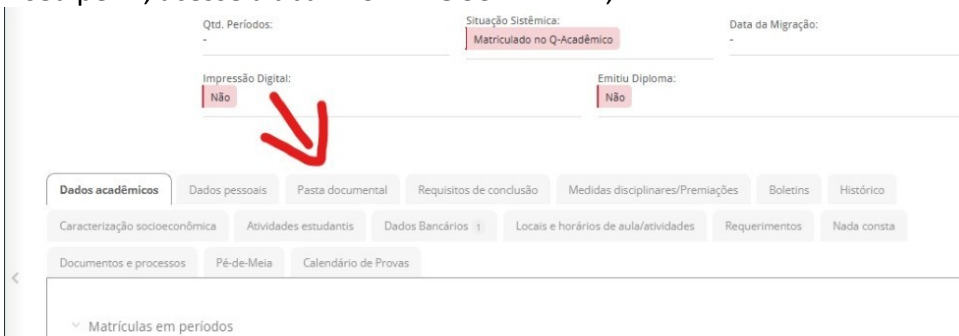 Qtd. Períodos:
-
Situação Sistêmica:
Matriculado no Q-Acadêmico
Data da Migração:
-
Impressão Digital:
Não
Emitiu Diploma:
Não
Dados acadêmicos Dados pessoais Pasta documental Requisitos de conclusão Medidas disciplinares/Premiações Boletins Histórico
Caracterização socioeconômica Atividades estudantis Dados Bancários 1 Locais e horários de aula/atividades Requerimentos Nada consta
Documentos e processos Pé-de-Meia Calendário de Provas
Matrículas em períodos